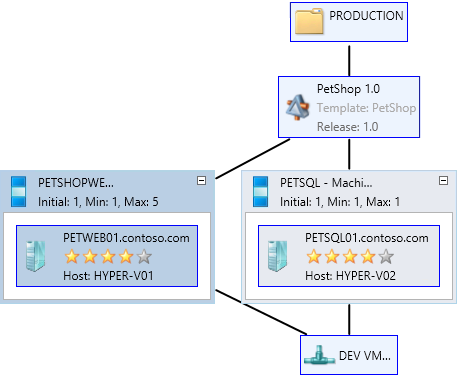 PRODUCTION
PetShop 1.0
Template: PetShop
Release: 1.0
PETSHOPWE...
Initial: 1, Min: 1, Max: 5
PETWEB01.contoso.com
Host: HYPER-V01
PETSQL - Machi...
Initial: 1, Min: 1, Max: 1
PETSQL01.contoso.com
Host: HYPER-V02
DEV VM...